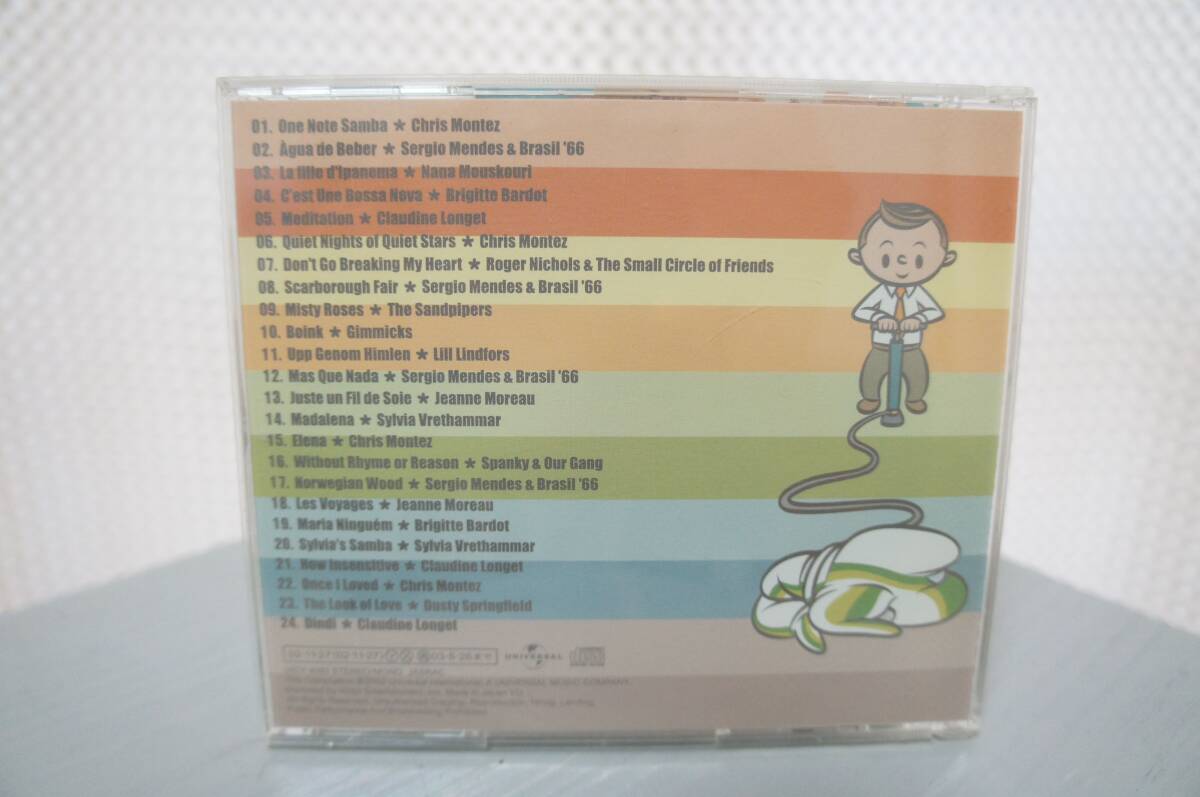 01. One Note Samba ★ Chris Montez
02. Àgua de Beber ★ Sergio Mendes & Brasil '66
03. La fille d'Ipanema ★ Nana Mouskouri
04. C'est Une Bossa Nova ★ Brigitte Bardot
05. Meditation ★ Claudine Longet
06. Quiet Nights of Quiet Stars ★ Chris Montez
07. Don't Go Breaking My Heart ★ Roger Nichols & The Small Circle of Friends
08. Scarborough Fair ★ Sergio Mendes & Brasil '66
09. Misty Roses ★ The Sandpipers
10. Boink ★ Gimmicks
11. Upp Genom Himlen ★ Lill Lindfors
12. Mas Que Nada ★ Sergio Mendes & Brasil '66
13. Juste un Fil de Soie ★ Jeanne Moreau
14. Madalena ★ Sylvia Vrethammar
15. Elena ★ Chris Montez
16. Without Rhyme or Reason ★ Spanky & Our Gang
17. Norwegian Wood ★ Sergio Mendes & Brasil '66
18. Les Voyages ★ Jeanne Moreau
19. Maria Ninguém ★ Brigitte Bardot
20. Sylvia's Samba ★ Sylvia Vrethammar
21. How Insensitive ★ Claudine Longet
22. Once I Loved ★ Chris Montez
23. The Look of Love ★ Dusty Springfield
24. Dindi ★ Claudine Longet
UNIVERSAL